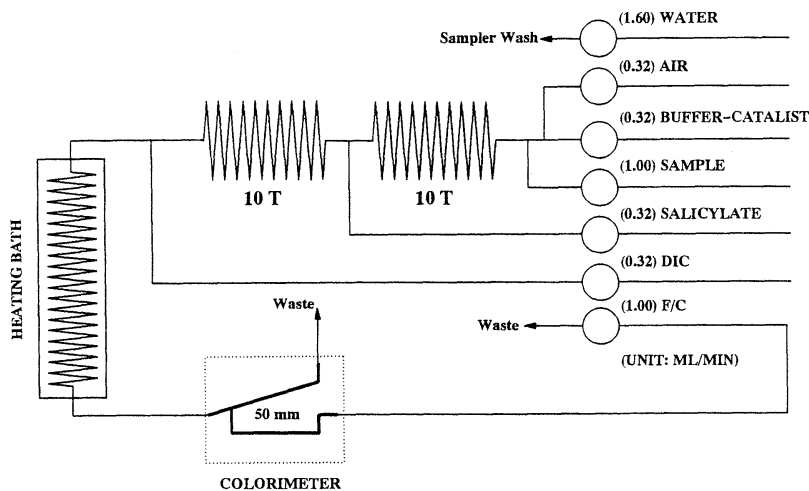 (1.60) WATER
Sampler Wash
(0.32) AIR
(0.32) BUFFER-CATALIST
(1.00) SAMPLE
10 T
10 T
(0.32) SALICYLATE
(0.32) DIC
HEATING BATH
Waste
(1.00) F/C
Waste
(UNIT: ML/MIN)
50 mm
COLORIMETER